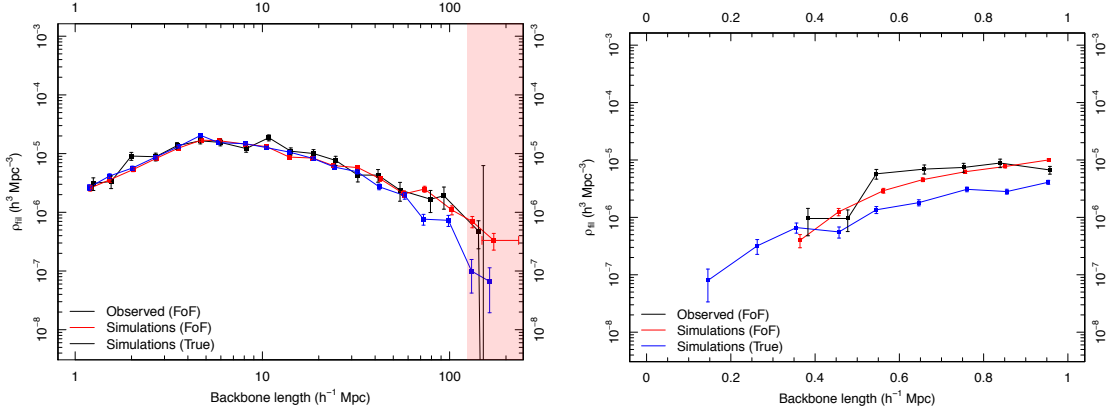 1 10 100
10⁻³ 10⁻⁴ 10⁻⁵ 10⁻⁶ 10⁻⁷ 10⁻⁸
ρfil (h³ Mpc⁻³)
10⁻³ 10⁻⁴ 10⁻⁵ 10⁻⁶ 10⁻⁷ 10⁻⁸
Observed (FoF)
Simulations (FoF)
Simulations (True)
1 10 100
Backbone length (h⁻¹ Mpc)
0 0.2 0.4 0.6 0.8 1
10⁻³ 10⁻⁴ 10⁻⁵ 10⁻⁶ 10⁻⁷ 10⁻⁸
ρfil (h³ Mpc⁻³)
10⁻³ 10⁻⁴ 10⁻⁵ 10⁻⁶ 10⁻⁷ 10⁻⁸
Observed (FoF)
Simulations (FoF)
Simulations (True)
0 0.2 0.4 0.6 0.8 1
Backbone length (h⁻¹ Mpc)